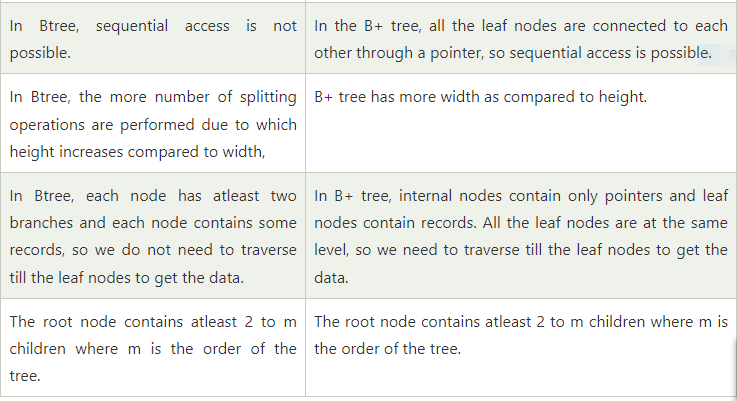 In Btree, sequential access is not
possible.
In the B+ tree, all the leaf nodes are connected to each
other through a pointer, so sequential access is possible.
In Btree, the more number of splitting
operations are performed due to which
height increases compared to width,
B+ tree has more width as compared to height.
In Btree, each node has atleast two
branches and each node contains some
records, so we do not need to traverse
till the leaf nodes to get the data.
In B+ tree, internal nodes contain only pointers and leaf
nodes contain records. All the leaf nodes are at the same
level, so we need to traverse till the leaf nodes to get the
data.
The root node contains atleast 2 to m
children where m is the order of the
tree.
The root node contains atleast 2 to m children where m is
the order of the tree.